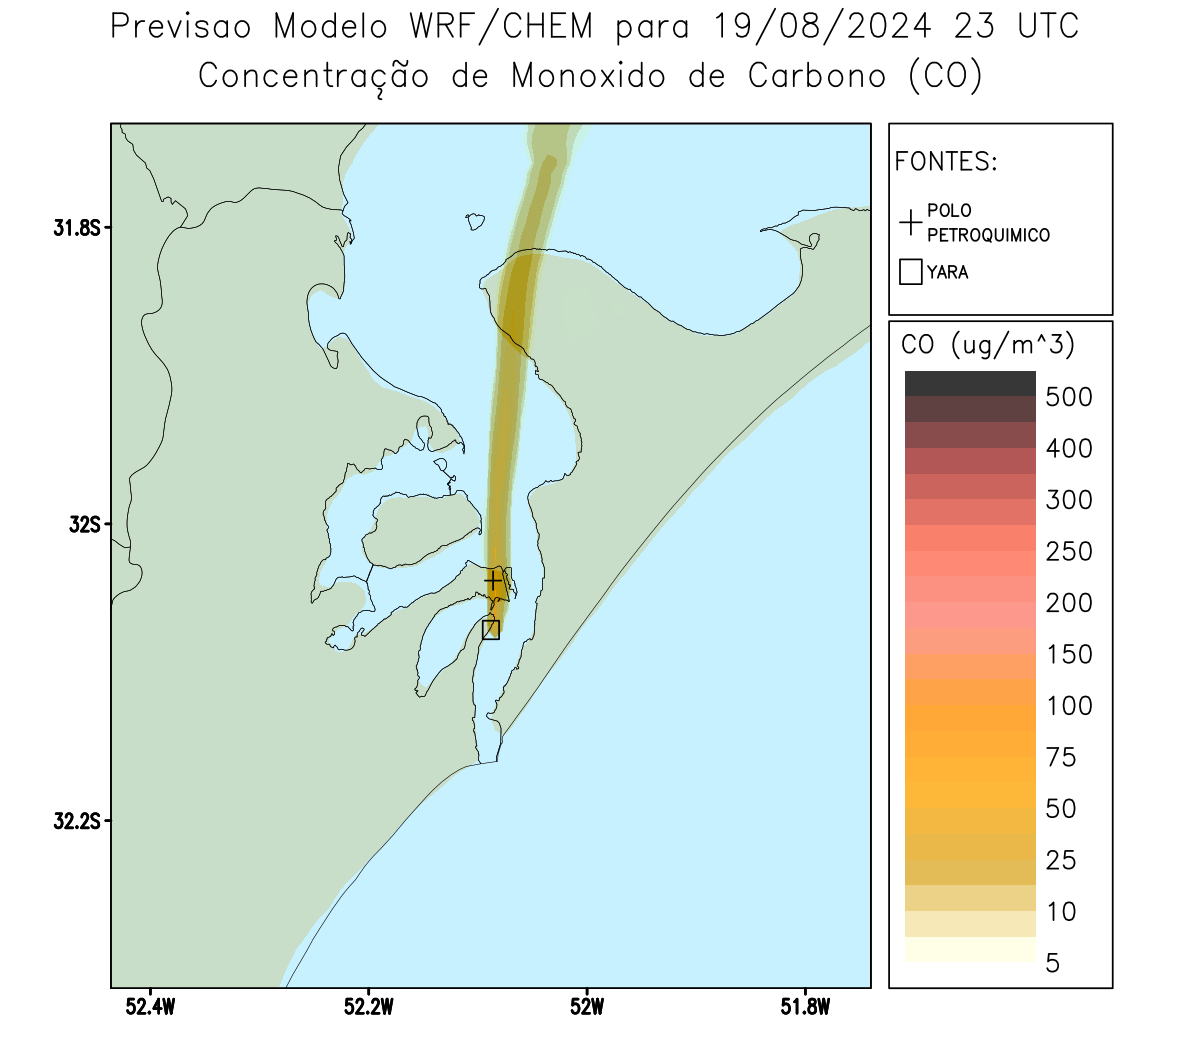 Previsao Modelo WRF/CHEM para 19/08/2024 23 UTC
Concentração de Monoxido de Carbono (CO)
FONTES:
POLO
PETROQUIMICO
YARA
CO (ug/m^3)
500
400
300
250
200
150
100
75
50
25
10
5
31.8S
32S
32.2S
52.4W
52.2W
52W
51.8W